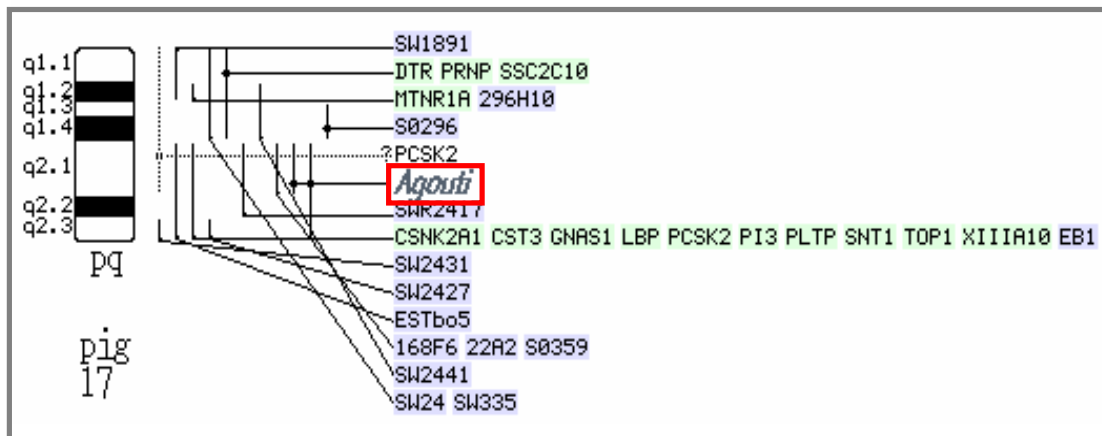 SW1891
q1.1
DTR PRNP SSC2C10
q1.2
MTNR1A 296H10
q1.3
q1.4
S0296
?PCSK2
q2.1
Agouti
q2.2
SWR2417
q2.3
CSNK2A1 CST3 GNAS1 LBP PCSK2 PI3 PLTP SNT1 TOP1 XIIIA10 EB1
pq
SW2431
SW2427
ESTbo5
pig
168F6 22A2 S0359
17
SW2441
SW24 SW335